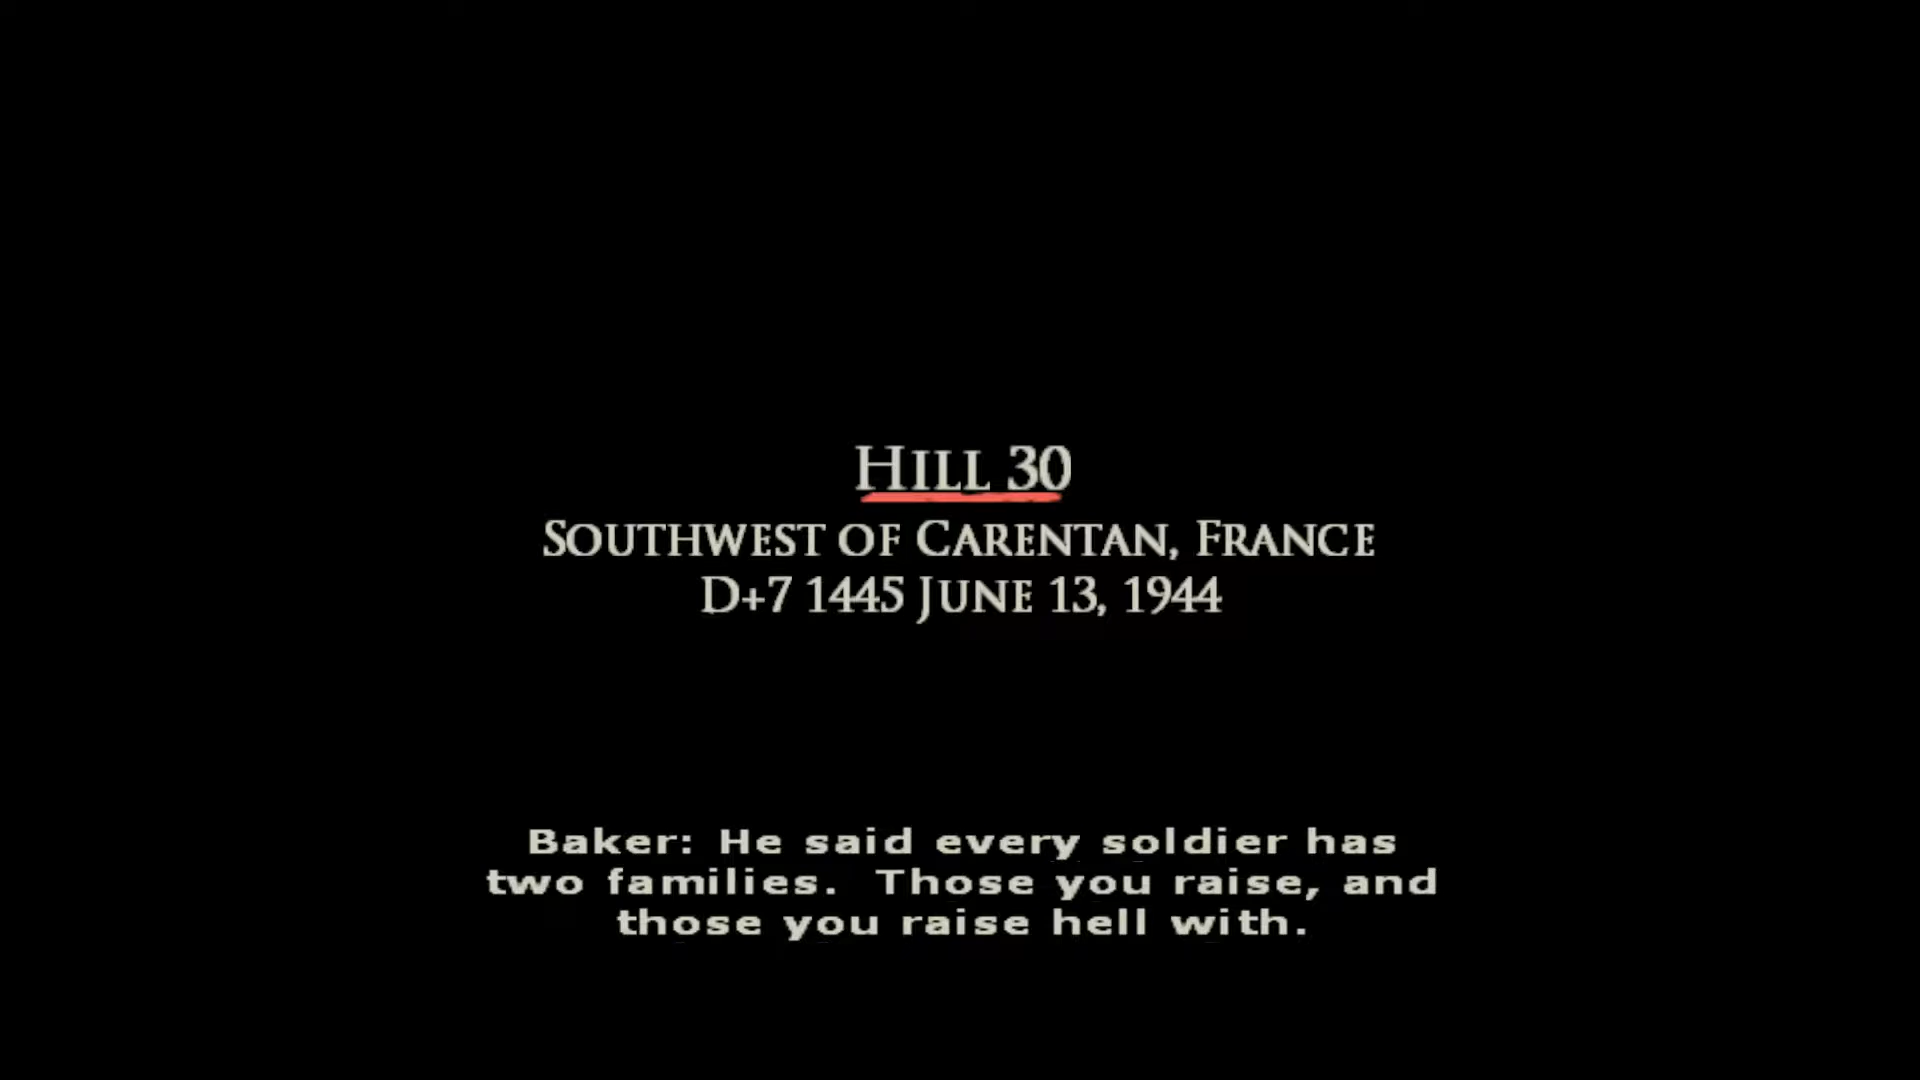 Hill 30
Southwest of Carentan, France
D+7 1445 June 13, 1944
Baker: He said every soldier has
two families.  Those you raise, and
those you raise hell with.